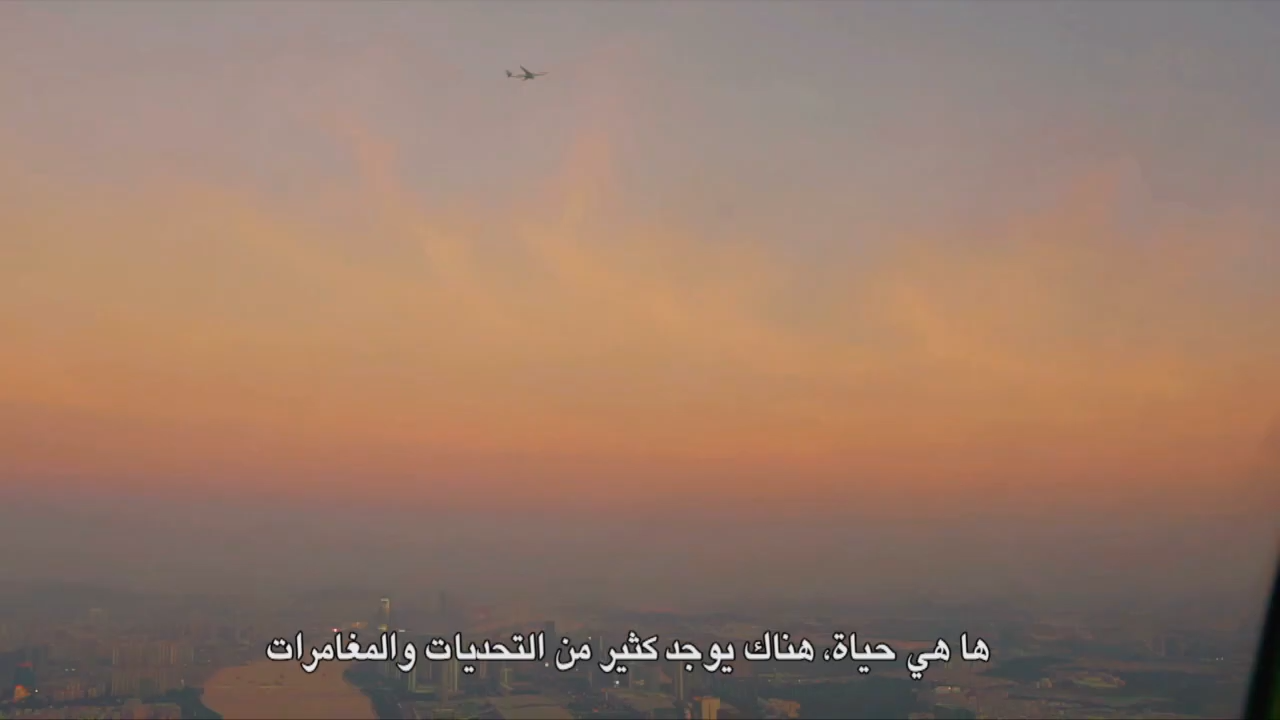 ها هي حياة، هناك يوجد كثير من التحديات والمغامرات